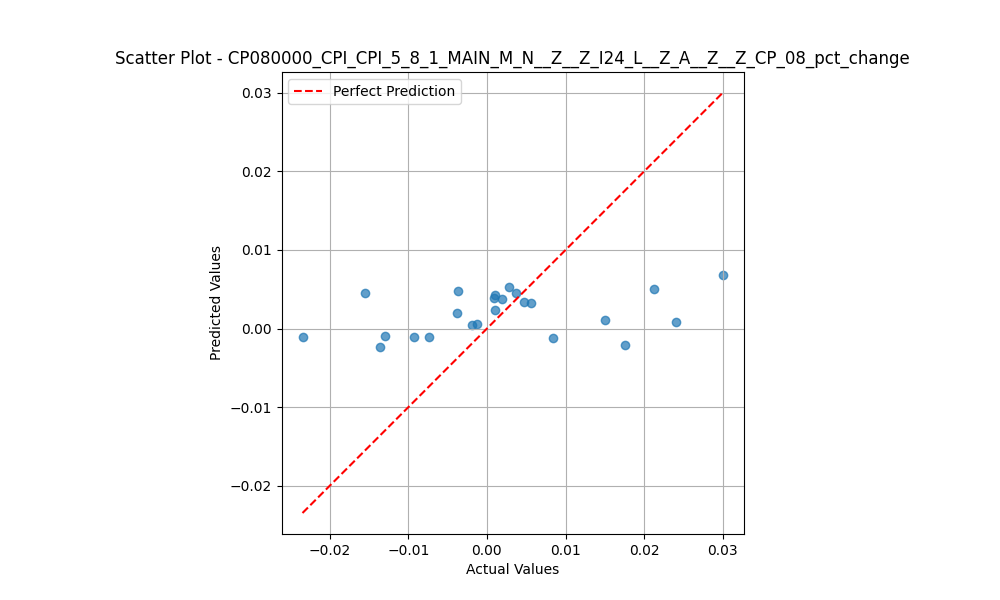 Scatter Plot - CP080000_CPI_CPI_5_8_1_MAIN_M_N__Z__Z_I24_L__Z_A__Z__Z_CP_08_pct_change
Perfect Prediction
0.03
0.02
0.01
0.00
−0.01
−0.02
Predicted Values
−0.02 −0.01 0.00 0.01 0.02 0.03
Actual Values